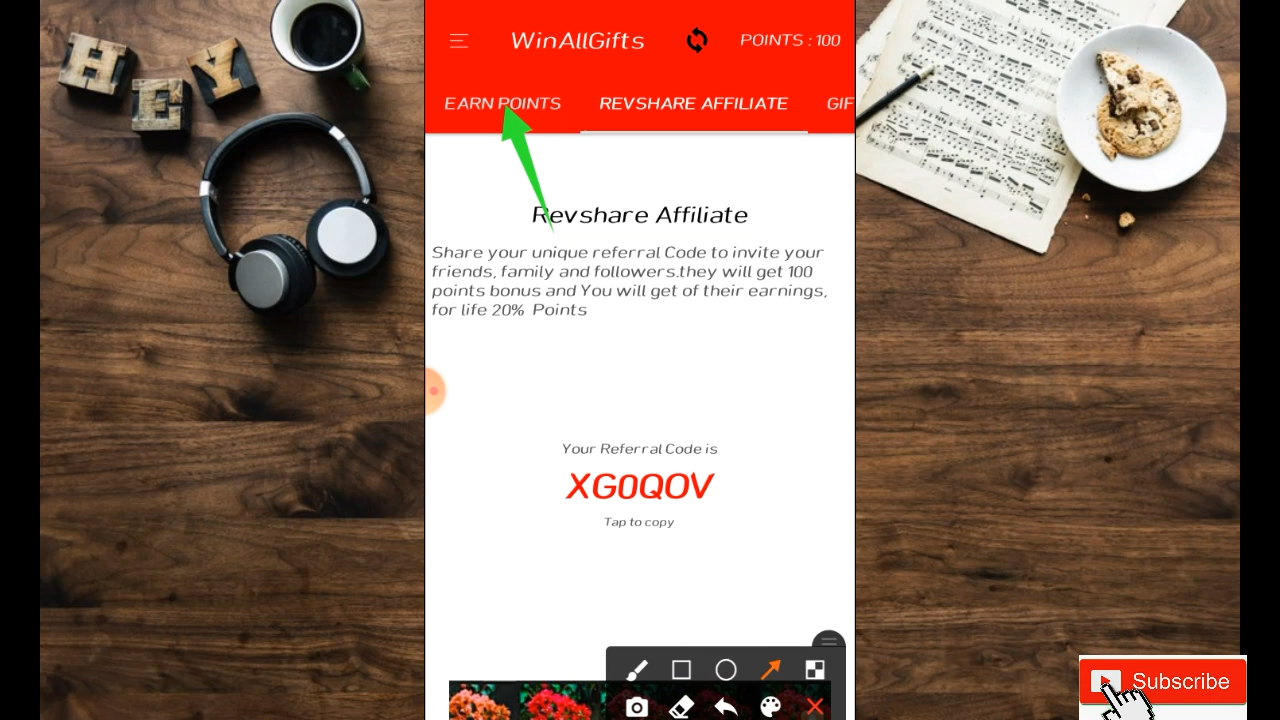 HEY
WinAllGifts
POINTS : 100
EARN POINTS
REVSHARE AFFILIATE
GIF
Revshare Affiliate
Share your unique referral Code to invite your
friends, family and followers.they will get 100
points bonus and You will get of their earnings,
for life 20% Points
Your Referral Code is
XG0QOV
Tap to copy
Subscribe